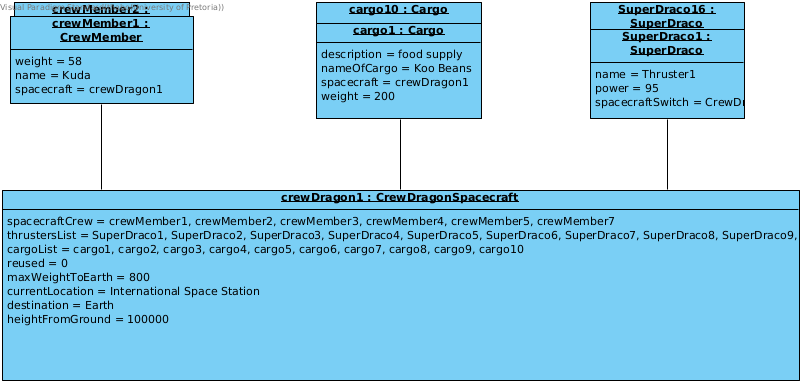 Visual Paradigm
University of Pretoria))
crewMember2 :
crewMember1 :
CrewMember
weight = 58
name = Kuda
spacecraft = crewDragon1
cargo10 : Cargo
cargo1 : Cargo
description = food supply
nameOfCargo = Koo Beans
spacecraft = crewDragon1
weight = 200
SuperDraco16 :
SuperDraco
SuperDraco1 :
SuperDraco
name = Thruster1
power = 95
spacecraftSwitch = CrewDr
crewDragon1 : CrewDragonSpacecraft
spacecraftCrew = crewMember1, crewMember2, crewMember3, crewMember4, crewMember5, crewMember7
thrustersList = SuperDraco1, SuperDraco2, SuperDraco3, SuperDraco4, SuperDraco5, SuperDraco6, SuperDraco7, SuperDraco8, SuperDraco9,
cargoList = cargo1, cargo2, cargo3, cargo4, cargo5, cargo6, cargo7, cargo8, cargo9, cargo10
reused = 0
maxWeightToEarth = 800
currentLocation = International Space Station
destination = Earth
heightFromGround = 100000